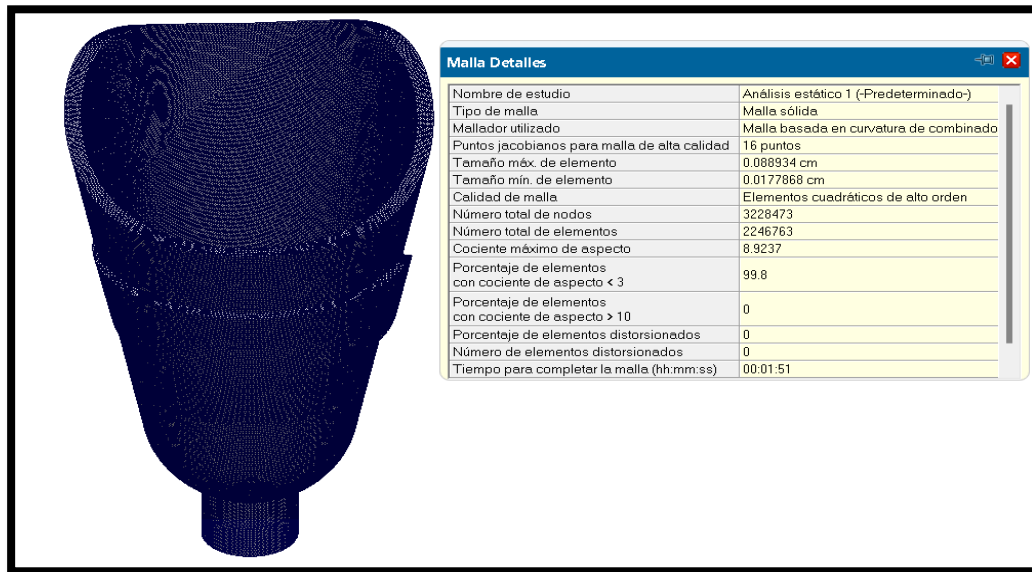 Malla Detalles
Nombre de estudio Análisis estático 1 (-Predeterminado-)
Tipo de malla Malla sólida
Mallador utilizado Malla basada en curvatura de combinado
Puntos jacobianos para malla de alta calidad 16 puntos
Tamaño máx. de elemento 0.088934 cm
Tamaño mín. de elemento 0.0177868 cm
Calidad de malla Elementos cuadráticos de alto orden
Número total de nodos 3228473
Número total de elementos 2246763
Cociente máximo de aspecto 8.9237
Porcentaje de elementos
con cociente de aspecto < 3 99.8
Porcentaje de elementos
con cociente de aspecto > 10 0
Porcentaje de elementos distorsionados 0
Número de elementos distorsionados 0
Tiempo para completar la malla (hh:mm:ss) 00:01:51